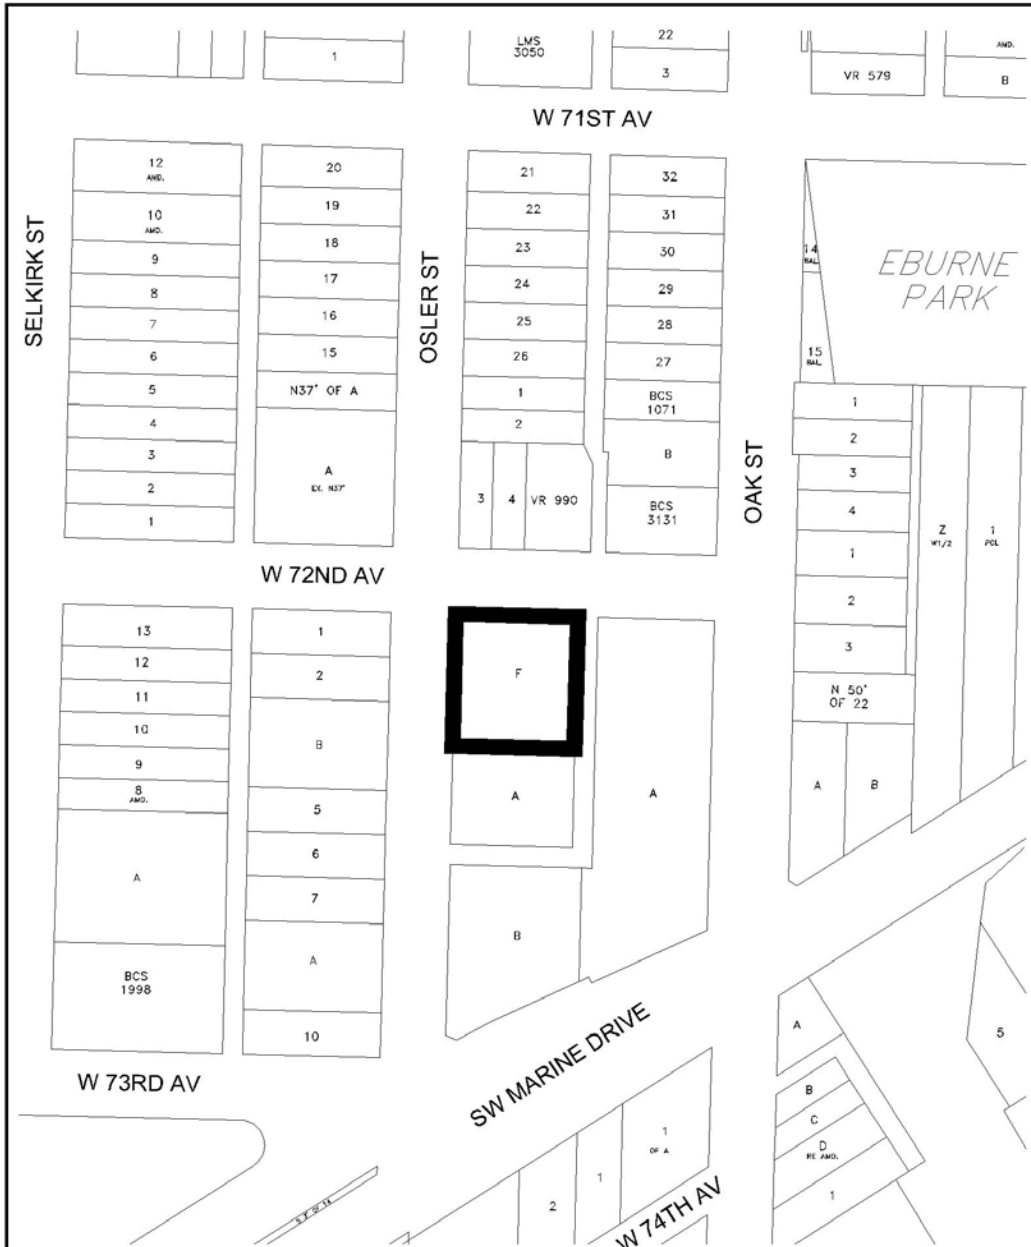 1
LMS
3050
22
3
VR 579
AMD.
B
W 71ST AV
SELKIRK ST
12
AMD.
10
AMD.
9
8
7
6
5
4
3
2
1
20
19
18
17
16
15
N37' OF A
A
EX. N37'
OSLER ST
21
22
23
24
25
26
1
2
3
4
VR 990
32
31
30
29
28
27
BCS
1071
B
BCS
3131
OAK ST
14
BAL.
15
BAL.
EBURNE
PARK
1
2
3
4
1
2
3
N 50'
OF 22
A
B
Z
W1/2
1
PCL
W 72ND AV
13
12
11
10
9
8
AMD.
A
BCS
1998
1
2
B
5
6
7
A
10
F
A
B
A
W 73RD AV
SW MARINE DRIVE
A
B
C
D
RE AMD.
1
5
1
OF A
1
2
W 74TH AV